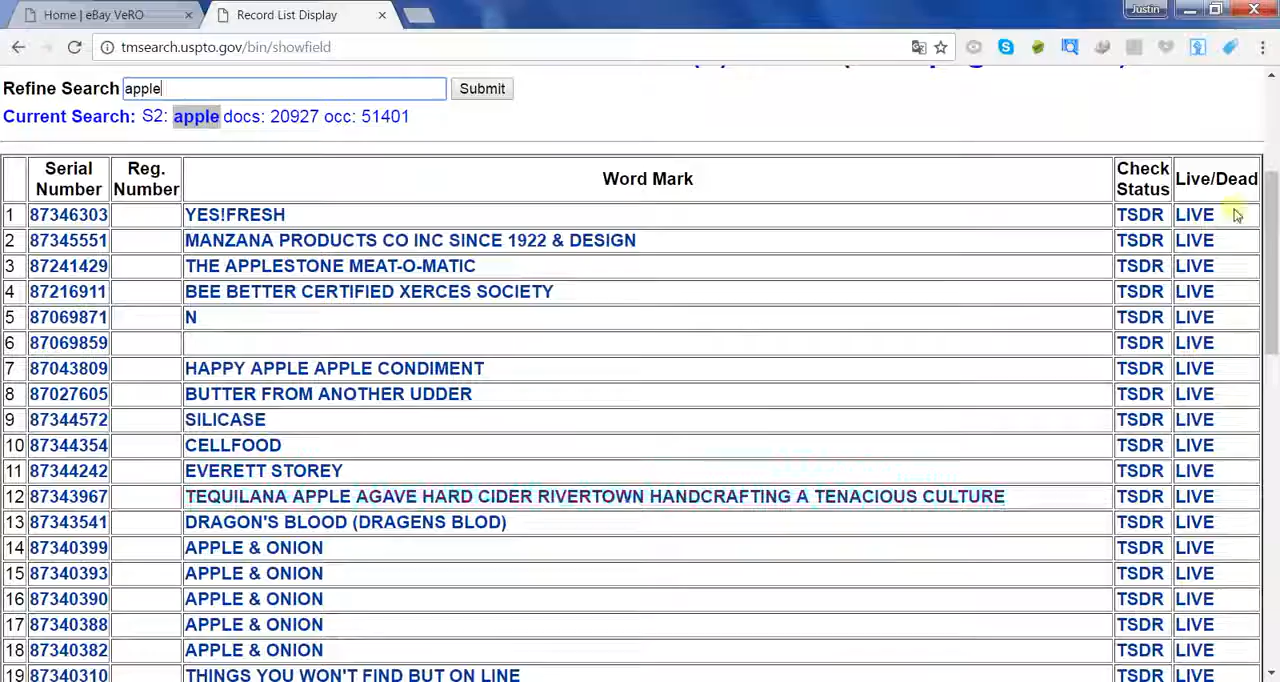 Home | eBay VeRO
Record List Display
Justin
tmsearch.uspto.gov/bin/showfield
Refine Search apple Submit
Current Search: S2: apple docs: 20927 occ: 51401
Serial Number Reg. Number Word Mark Check Status Live/Dead
1 87346303 YES!FRESH TSDR LIVE
2 87345551 MANZANA PRODUCTS CO INC SINCE 1922 & DESIGN TSDR LIVE
3 87241429 THE APPLESTONE MEAT-O-MATIC TSDR LIVE
4 87216911 BEE BETTER CERTIFIED XERCES SOCIETY TSDR LIVE
5 87069871 N TSDR LIVE
6 87069859 TSDR LIVE
7 87043809 HAPPY APPLE APPLE CONDIMENT TSDR LIVE
8 87027605 BUTTER FROM ANOTHER UDDER TSDR LIVE
9 87344572 SILICASE TSDR LIVE
10 87344354 CELLFOOD TSDR LIVE
11 87344242 EVERETT STOREY TSDR LIVE
12 87343967 TEQUILANA APPLE AGAVE HARD CIDER RIVERTOWN HANDCRAFTING A TENACIOUS CULTURE TSDR LIVE
13 87343541 DRAGON'S BLOOD (DRAGENS BLOD) TSDR LIVE
14 87340399 APPLE & ONION TSDR LIVE
15 87340393 APPLE & ONION TSDR LIVE
16 87340390 APPLE & ONION TSDR LIVE
17 87340388 APPLE & ONION TSDR LIVE
18 87340382 APPLE & ONION TSDR LIVE
19 87340310 THINGS YOU WON'T FIND BUT ON LINE TSDR LIVE